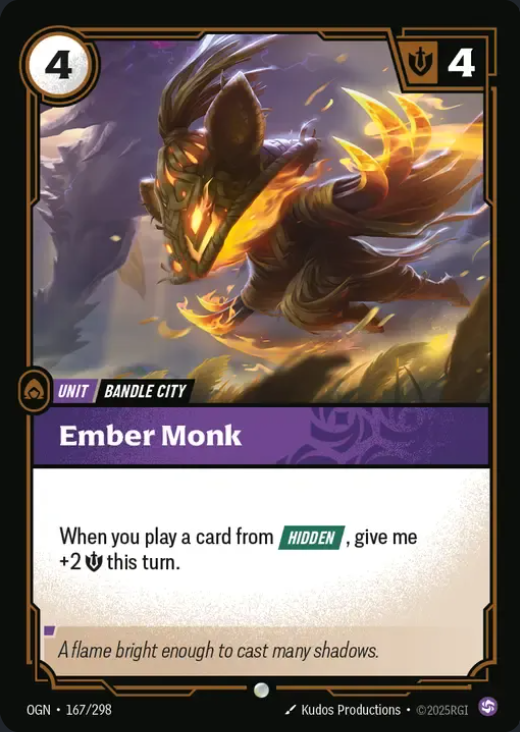 4
4
UNIT BANDLE CITY
Ember Monk
When you play a card from HIDDEN, give me
+2 this turn.
A flame bright enough to cast many shadows.
OGN • 167/298
Kudos Productions • ©2025RGI